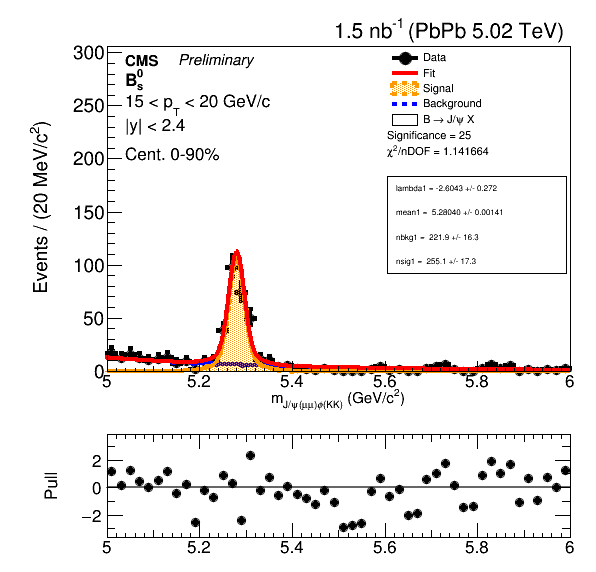 1.5 nb⁻¹ (PbPb 5.02 TeV)
CMS Preliminary
B⁰ₛ
15 < p_T < 20 GeV/c
|y| < 2.4
Cent. 0-90%
Data
Fit
Signal
Background
B → J/ψ X
Significance = 25
χ²/nDOF = 1.141664
lambda1 = -2.6043 +/- 0.272
mean1 = 5.28040 +/- 0.00141
nbkg1 = 221.9 +/- 16.3
nsig1 = 255.1 +/- 17.3
Events / (20 MeV/c²)
300
250
200
150
100
50
0
5 5.2 5.4 5.6 5.8 6
m_J/ψ(μμ)φ(KK) (GeV/c²)
Pull
2
0
−2
5 5.2 5.4 5.6 5.8 6